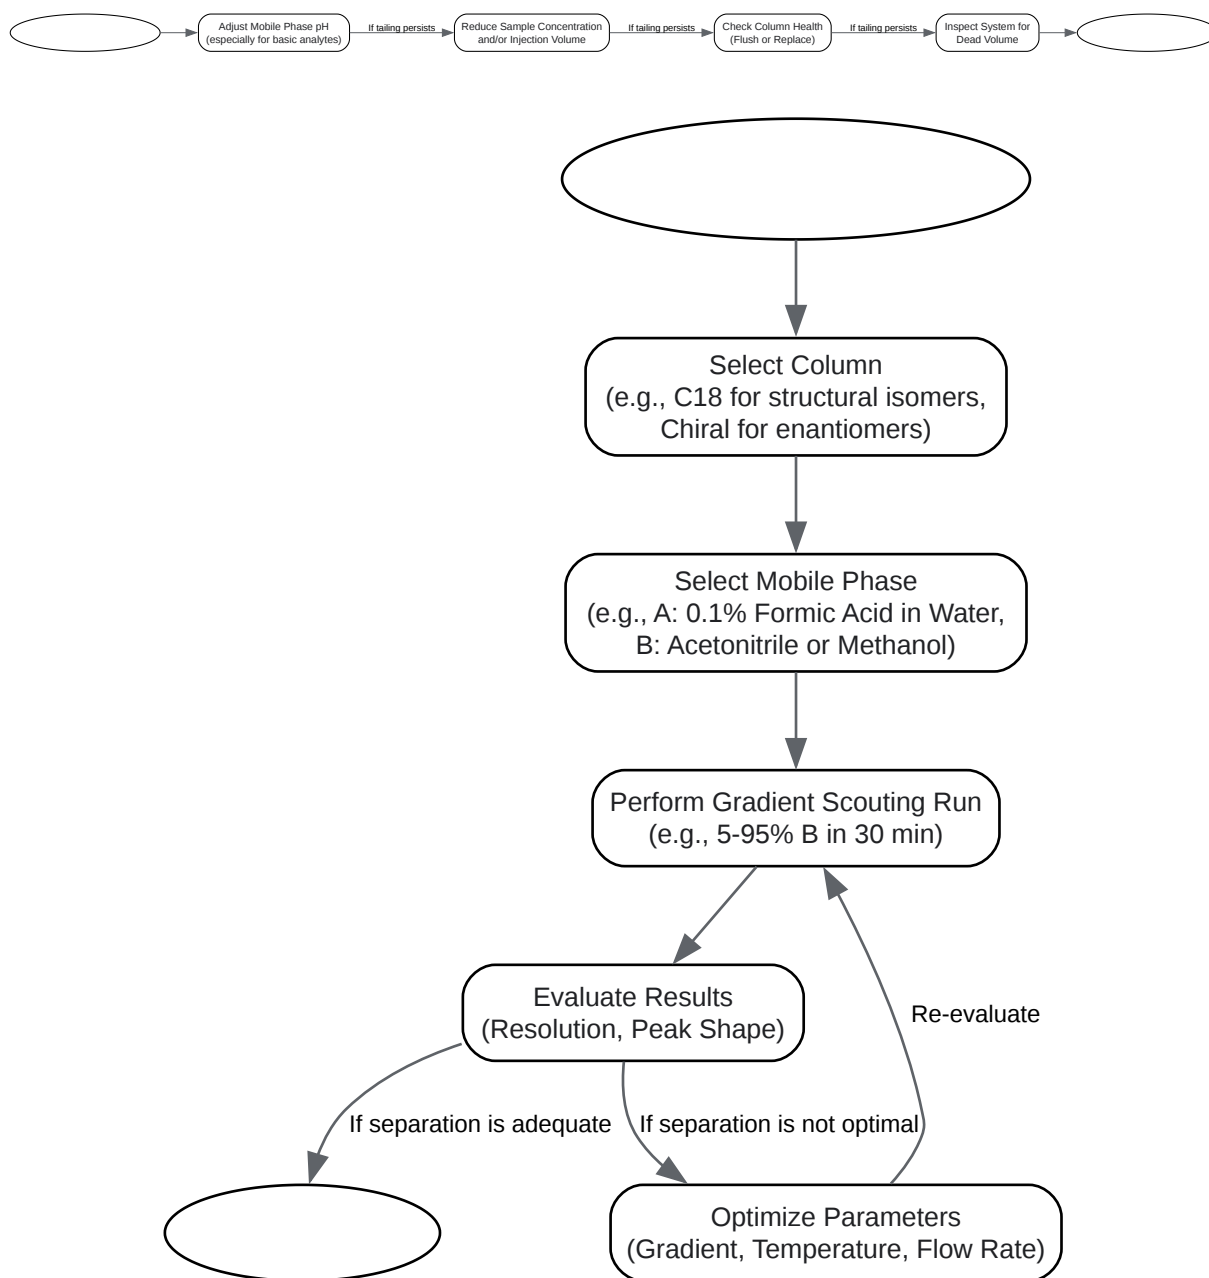 Adjust Mobile Phase pH
(especially for basic analytes)
If tailing persists
Reduce Sample Concentration
and/or Injection Volume
If tailing persists
Check Column Health
(Flush or Replace)
If tailing persists
Inspect System for
Dead Volume
Select Column
(e.g., C18 for structural isomers,
Chiral for enantiomers)
Select Mobile Phase
(e.g., A: 0.1% Formic Acid in Water,
B: Acetonitrile or Methanol)
Perform Gradient Scouting Run
(e.g., 5-95% B in 30 min)
Evaluate Results
(Resolution, Peak Shape)
Re-evaluate
If separation is adequate
If separation is not optimal
Optimize Parameters
(Gradient, Temperature, Flow Rate)